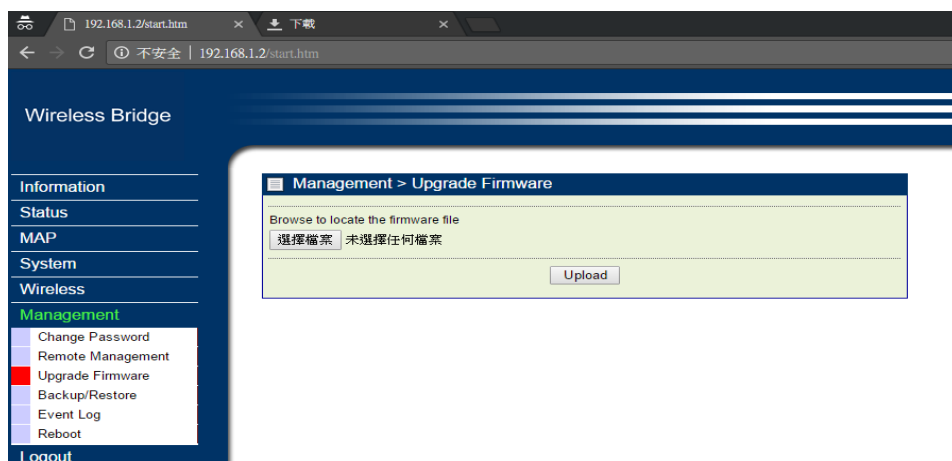 192.168.1.2/start.htm
下載
不安全 | 192.168.1.2/start.htm
Wireless Bridge
Information
Status
MAP
System
Wireless
Management
Change Password
Remote Management
Upgrade Firmware
Backup/Restore
Event Log
Reboot
Logout
Management > Upgrade Firmware
Browse to locate the firmware file
選擇檔案 未選擇任何檔案
Upload